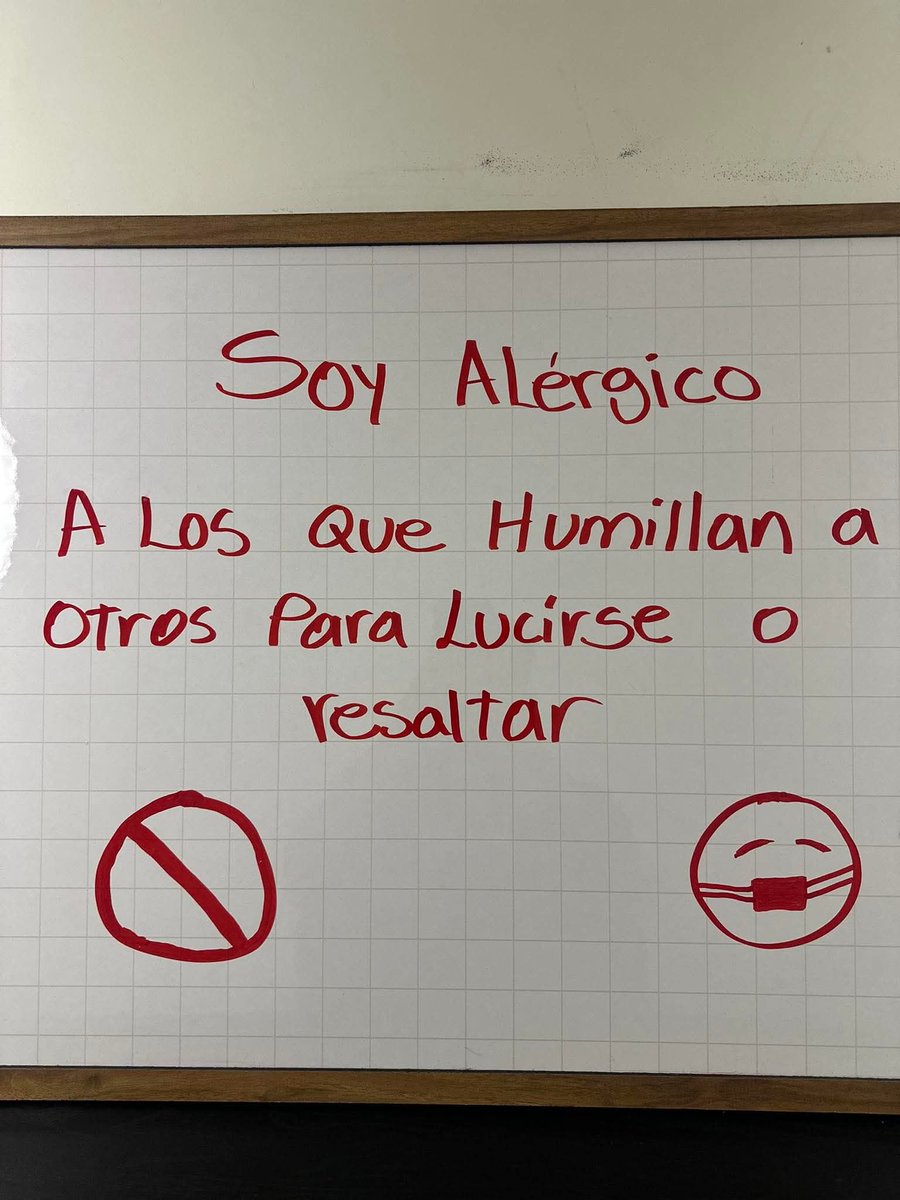 Soy Alérgico
A Los Que Humillan a
Otros Para Lucirse o
resaltar